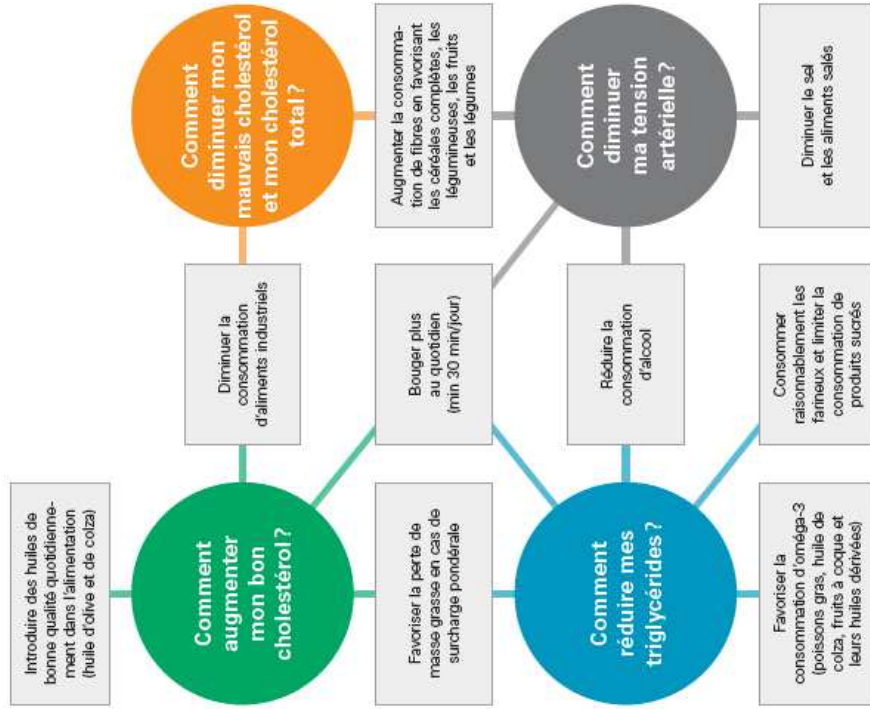 Introduire des huiles de
bonne qualité quotidienne-
ment dans l'alimentation
(huile d'olive et de colza)
Comment
augmenter
mon bon
cholestérol ?
Diminuer la
consommation
d'aliments industriels
Comment
diminuer mon
mauvais cholestérol
et mon cholestérol
total ?
Favoriser la perte de
masse grasse en cas de
surcharge pondérale
Bouger plus
au quotidien
(min 30 min/jour)
Augmenter la consomma-
tion de fibres en favorisant
les céréales complètes, les
légumineuses, les fruits
et les légumes
Comment
réduire mes
triglycérides ?
Réduire la
consommation
d'alcool
Comment
diminuer
ma tension
artérielle ?
Favoriser la
consommation d'oméga-3
(poissons gras, huile de
colza, fruits à coque et
leurs huiles dérivées)
Consommer
raisonnablement les
farineux et limiter la
consommation de
produits sucrés
Diminuer le sel
et les aliments salés